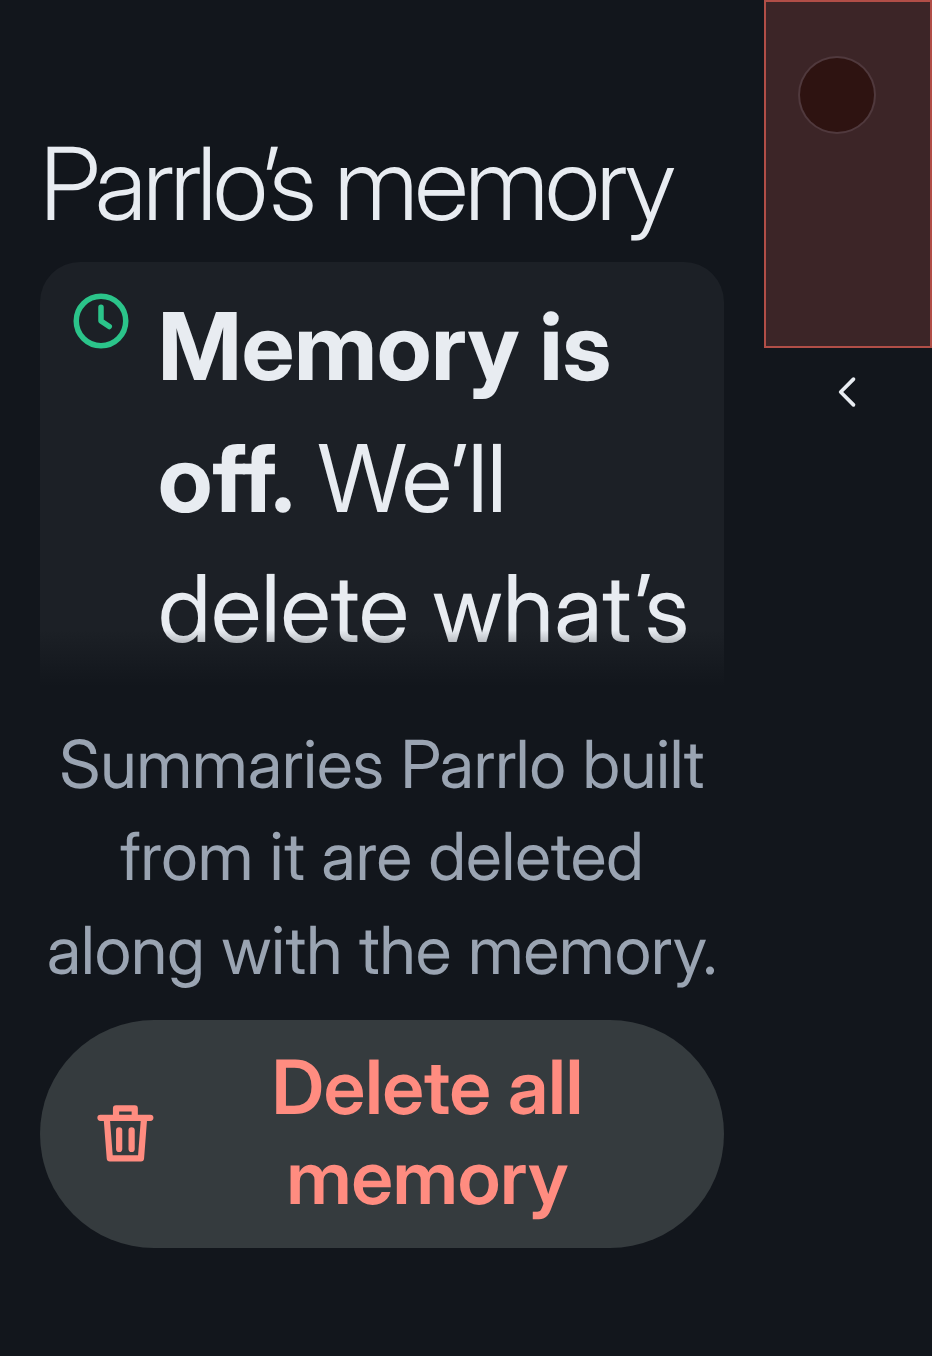 Parrlo’s memory
Memory is
off. We’ll
delete what’s
Summaries Parrlo built
from it are deleted
along with the memory.
Delete all
memory